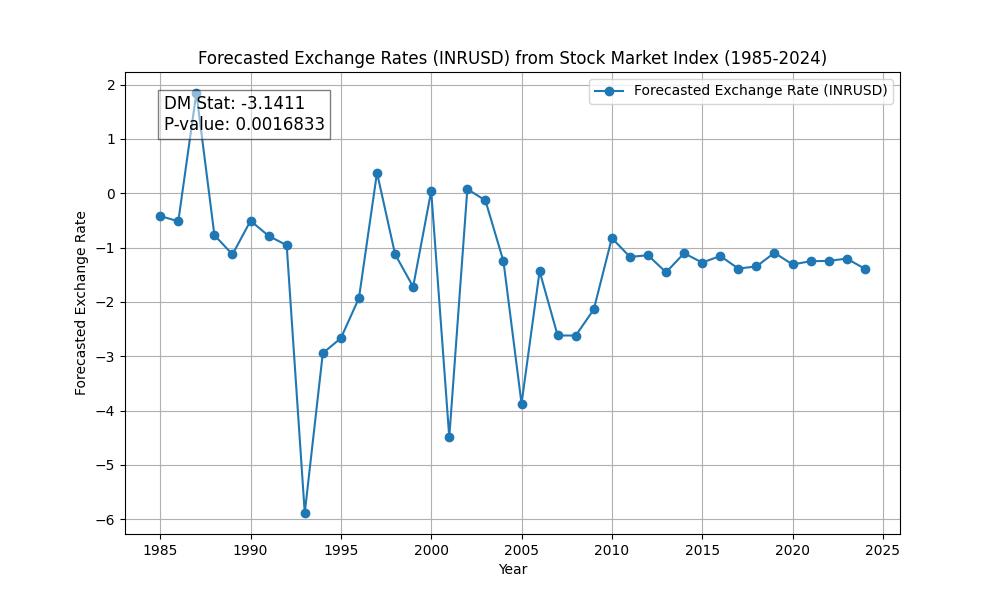 Forecasted Exchange Rates (INRUSD) from Stock Market Index (1985-2024)
DM Stat: -3.1411
P-value: 0.0016833
Forecasted Exchange Rate (INRUSD)
Forecasted Exchange Rate
2
1
0
−1
−2
−3
−4
−5
−6
1985 1990 1995 2000 2005 2010 2015 2020 2025
Year